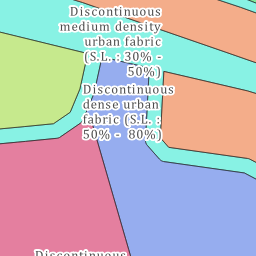 Discontinuous
medium density
urban fabric
(S.L. : 30% -
50%)
Discontinuous
dense urban
fabric (S.L. :
50% -  80%)
Discontinuous